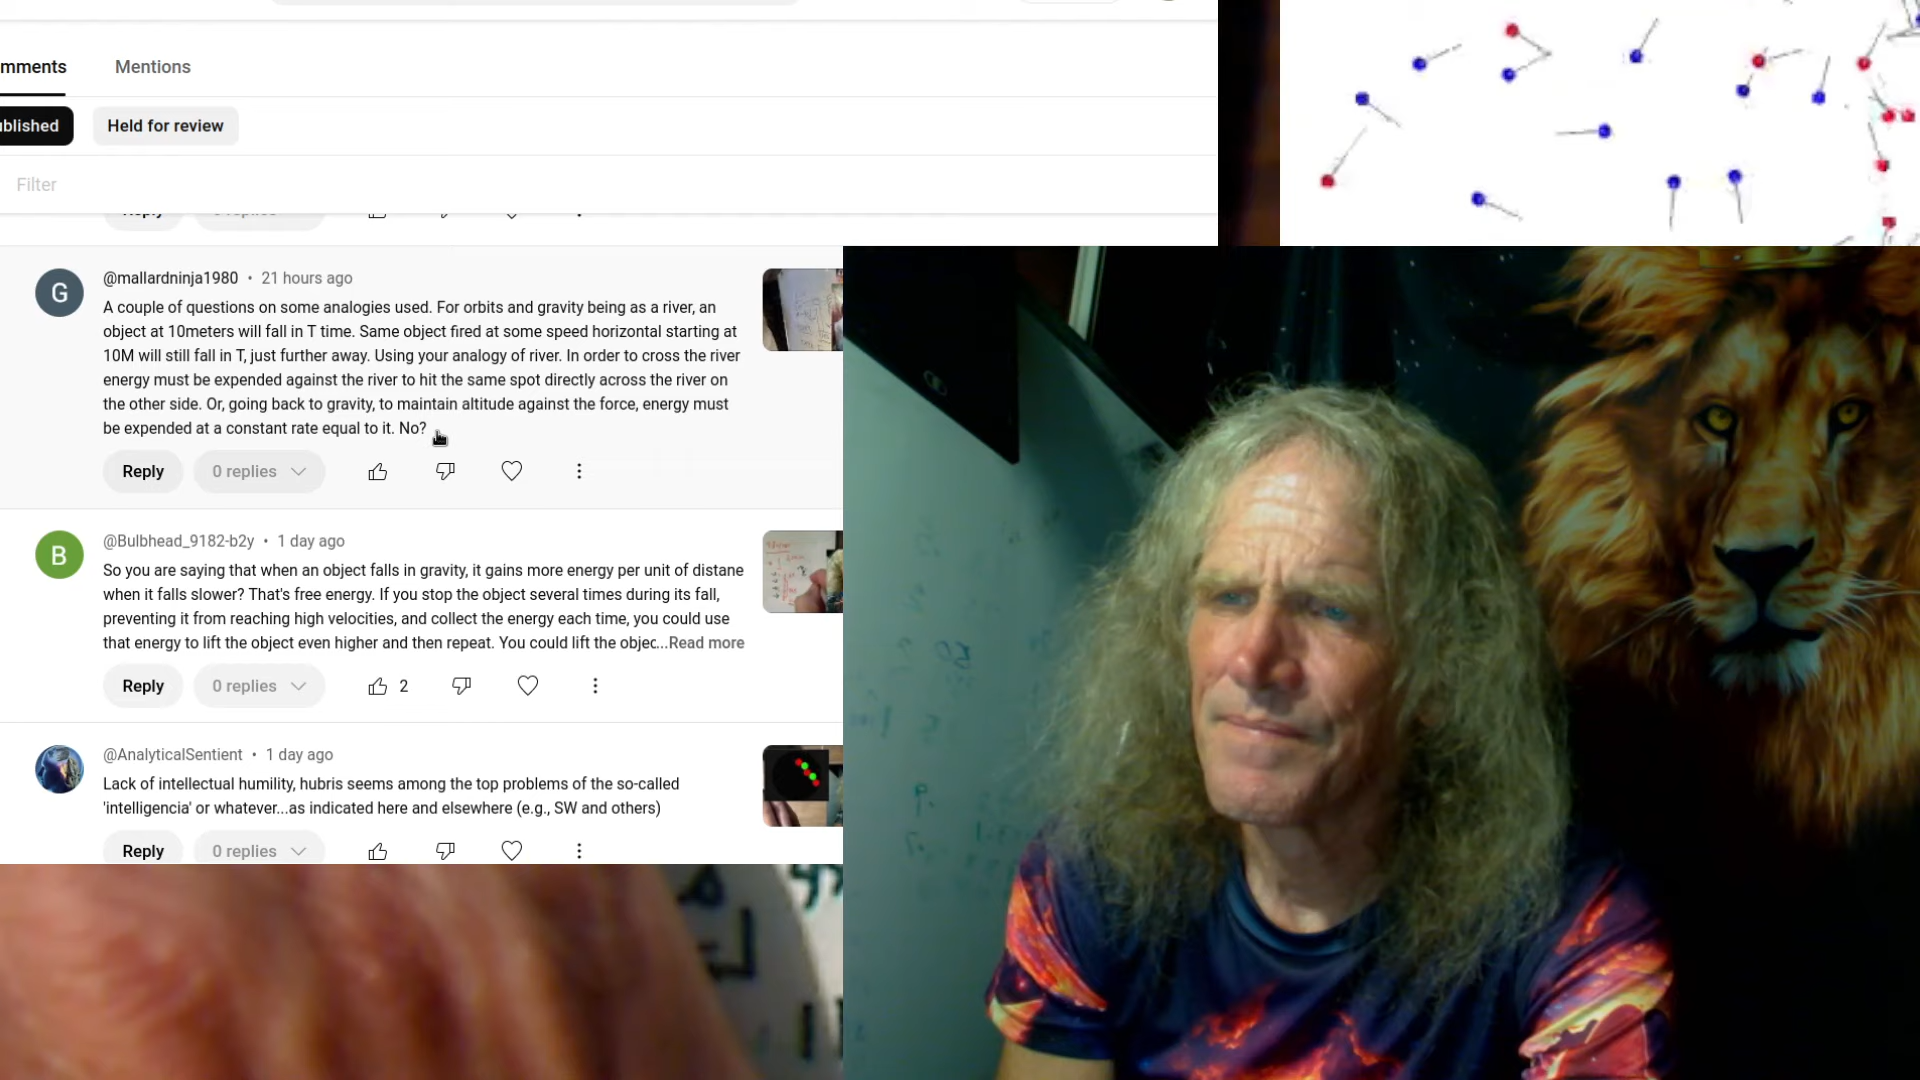 mments
Mentions
ublished
Held for review
Filter
Reply
0 replies
G
@mallardninja1980 • 21 hours ago
A couple of questions on some analogies used. For orbits and gravity being as a river, an
object at 10meters will fall in T time. Same object fired at some speed horizontal starting at
10M will still fall in T, just further away. Using your analogy of river. In order to cross the river
energy must be expended against the river to hit the same spot directly across the river on
the other side. Or, going back to gravity, to maintain altitude against the force, energy must
be expended at a constant rate equal to it. No?
Reply
0 replies
B
@Bulbhead_9182-b2y • 1 day ago
So you are saying that when an object falls in gravity, it gains more energy per unit of distane
when it falls slower? That's free energy. If you stop the object several times during its fall,
preventing it from reaching high velocities, and collect the energy each time, you could use
that energy to lift the object even higher and then repeat. You could lift the objec...Read more
Reply
0 replies
2
@AnalyticalSentient • 1 day ago
Lack of intellectual humility, hubris seems among the top problems of the so-called
'intelligencia' or whatever...as indicated here and elsewhere (e.g., SW and others)
Reply
0 replies